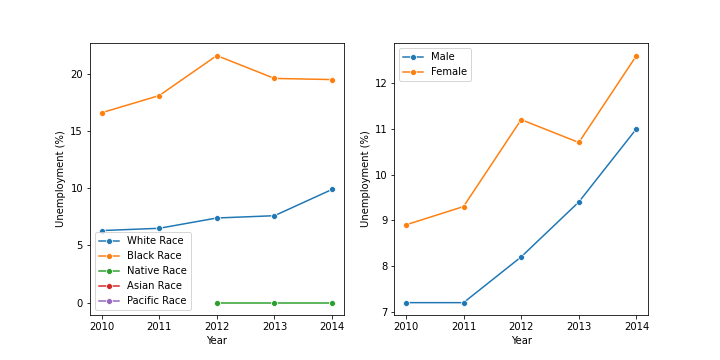 20
15
10
5
0
Unemployment (%)
White Race
Black Race
Native Race
Asian Race
Pacific Race
2010 2011 2012 2013 2014
Year
12
11
10
9
8
7
Unemployment (%)
Male
Female
2010 2011 2012 2013 2014
Year